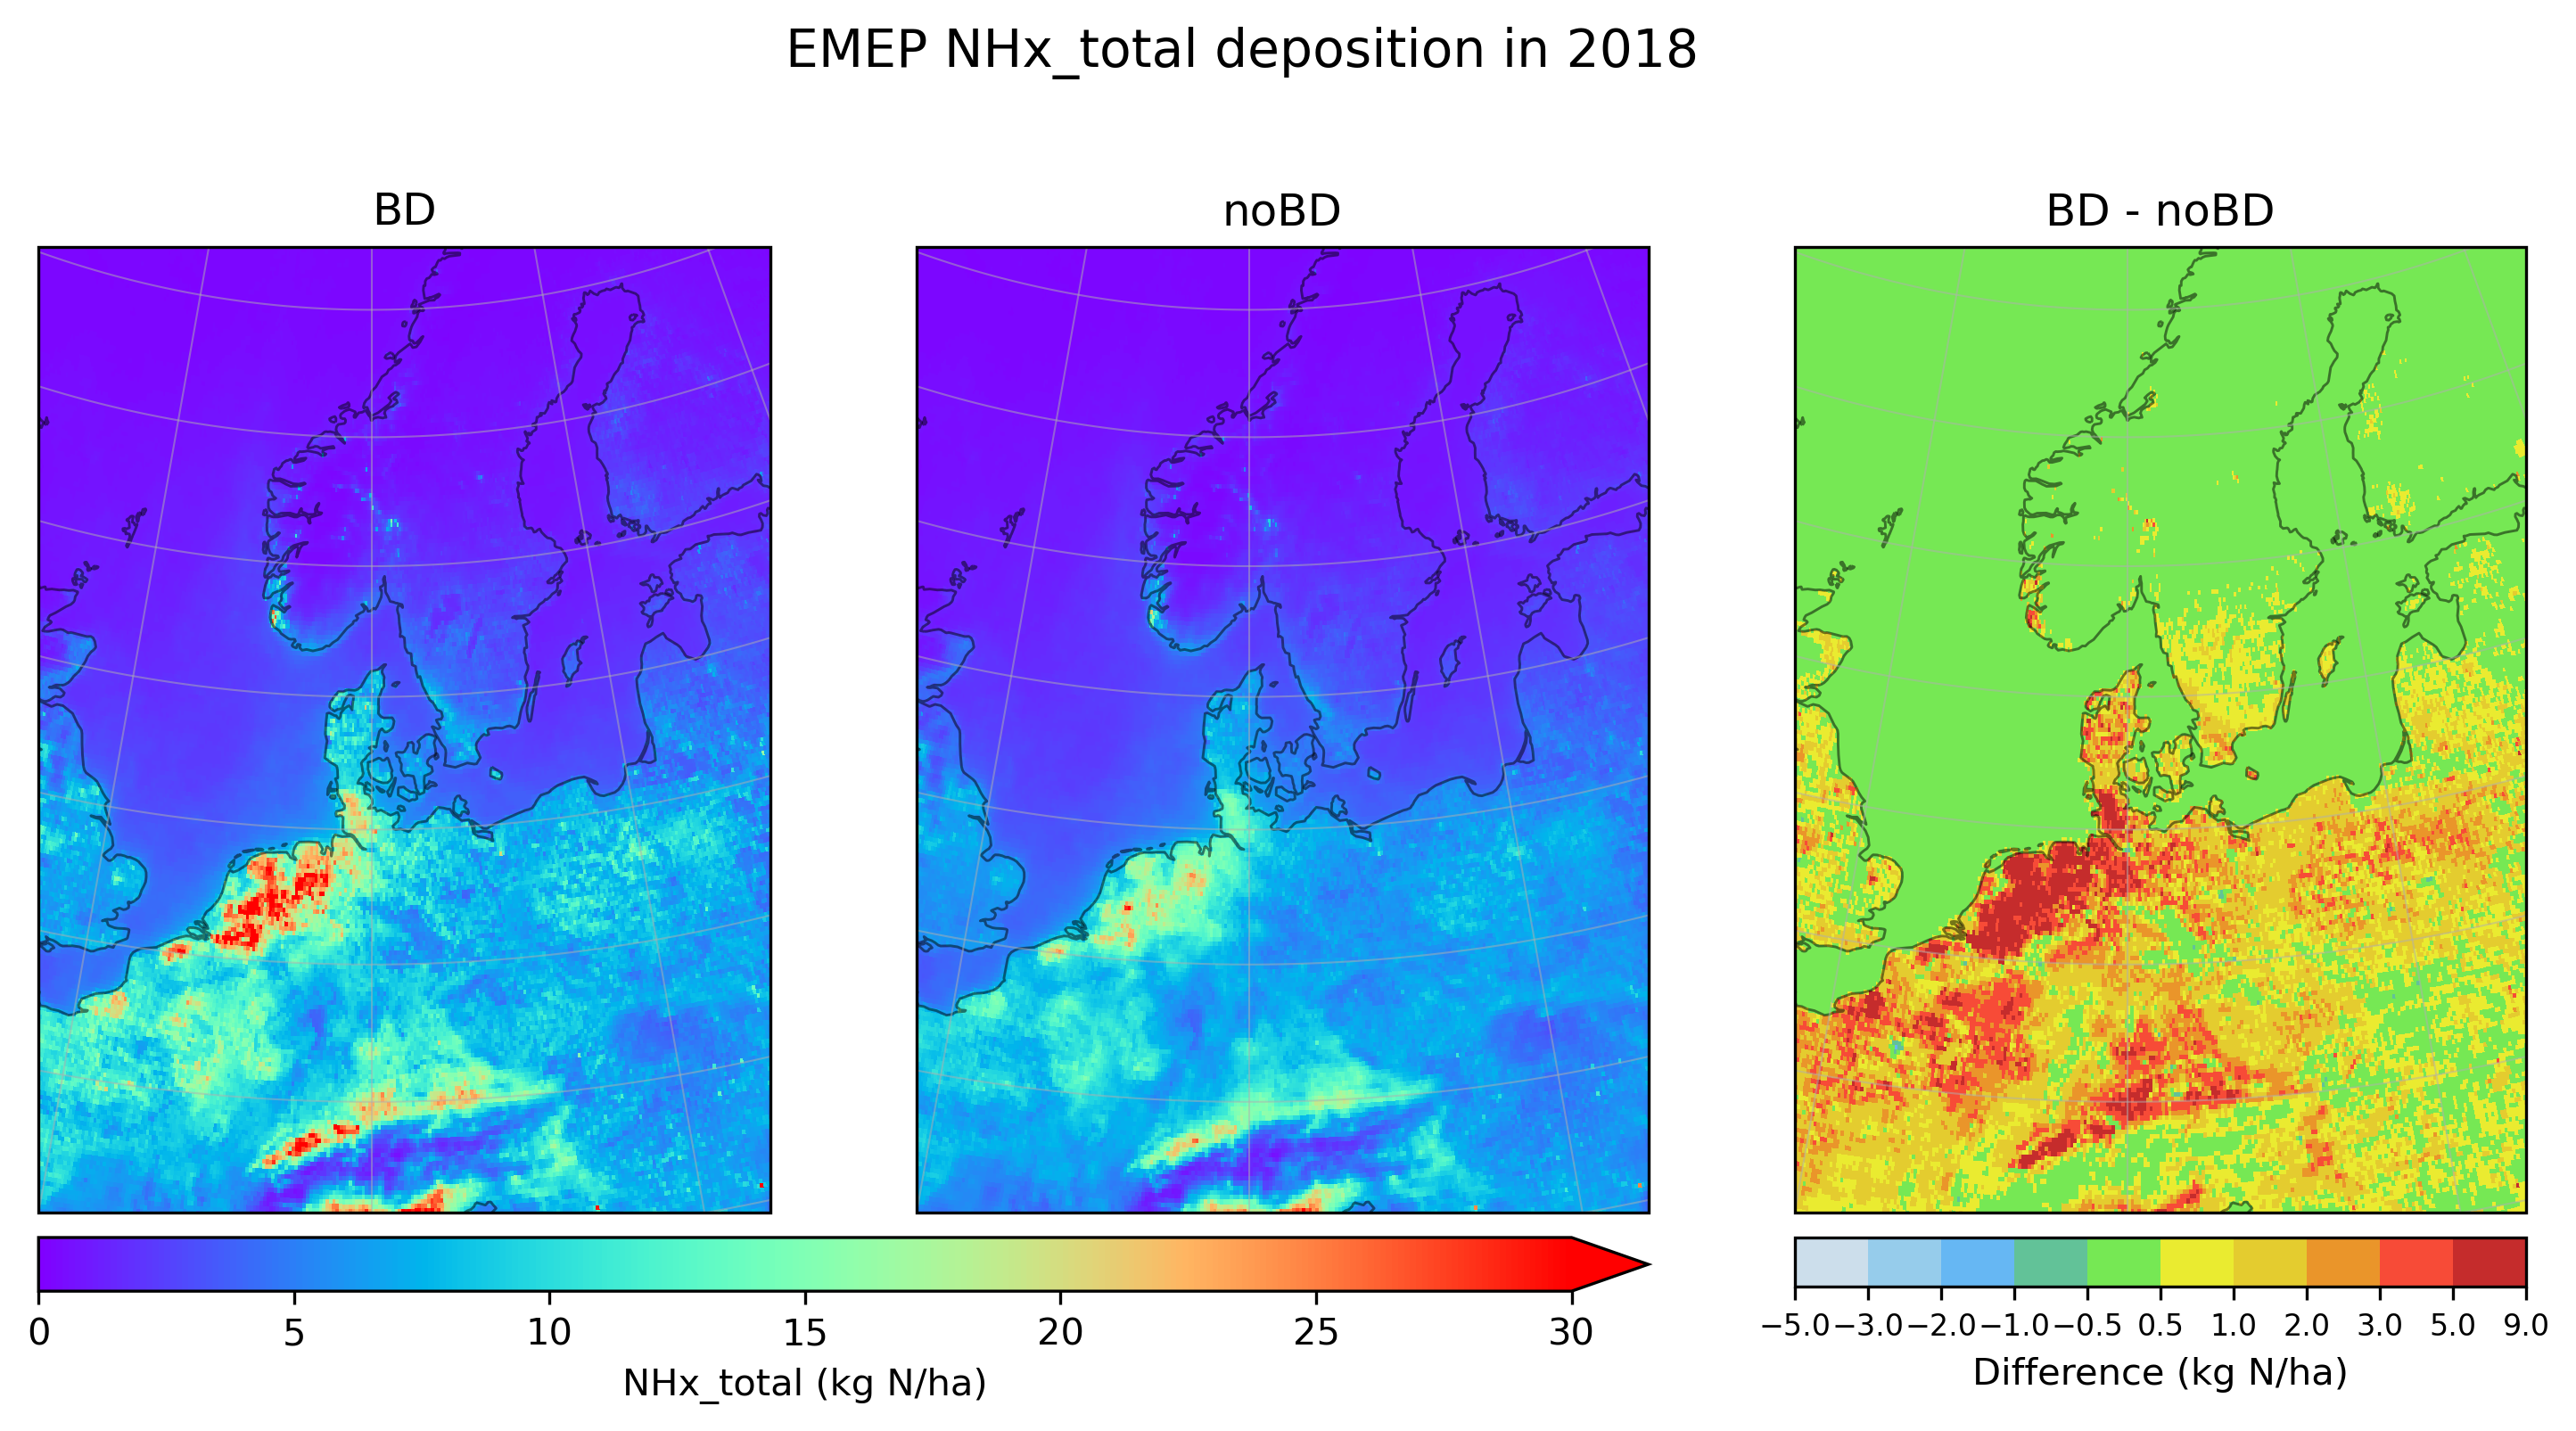 EMEP NHx_total deposition in 2018
BD
noBD
BD - noBD
0 5 10 15 20 25 30
NHx_total (kg N/ha)
−5.0 −3.0 −2.0 −1.0 −0.5 0.5 1.0 2.0 3.0 5.0 9.0
Difference (kg N/ha)